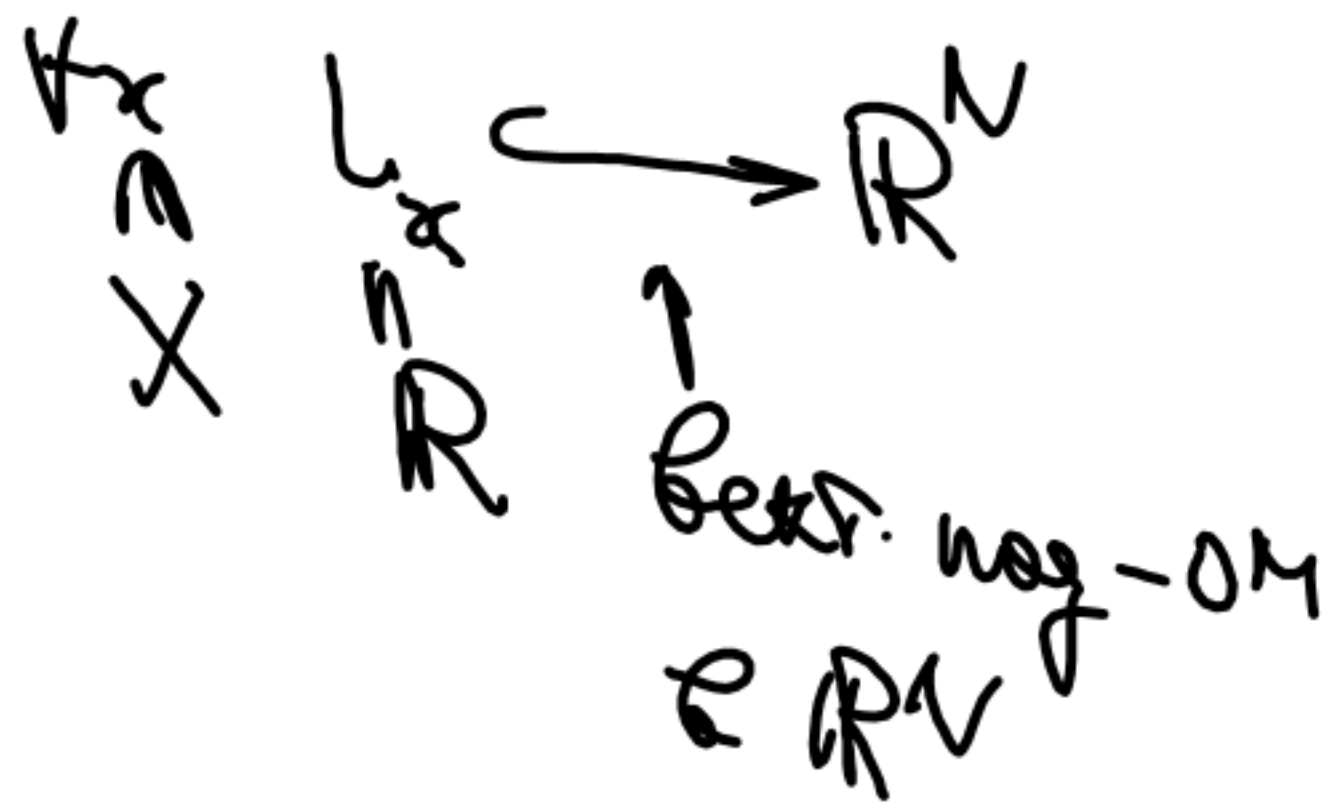 ∀x L_x ↪ ℝ^N
∩ ∥
X ℝ ↑
вект. под-ом
в ℝ^N